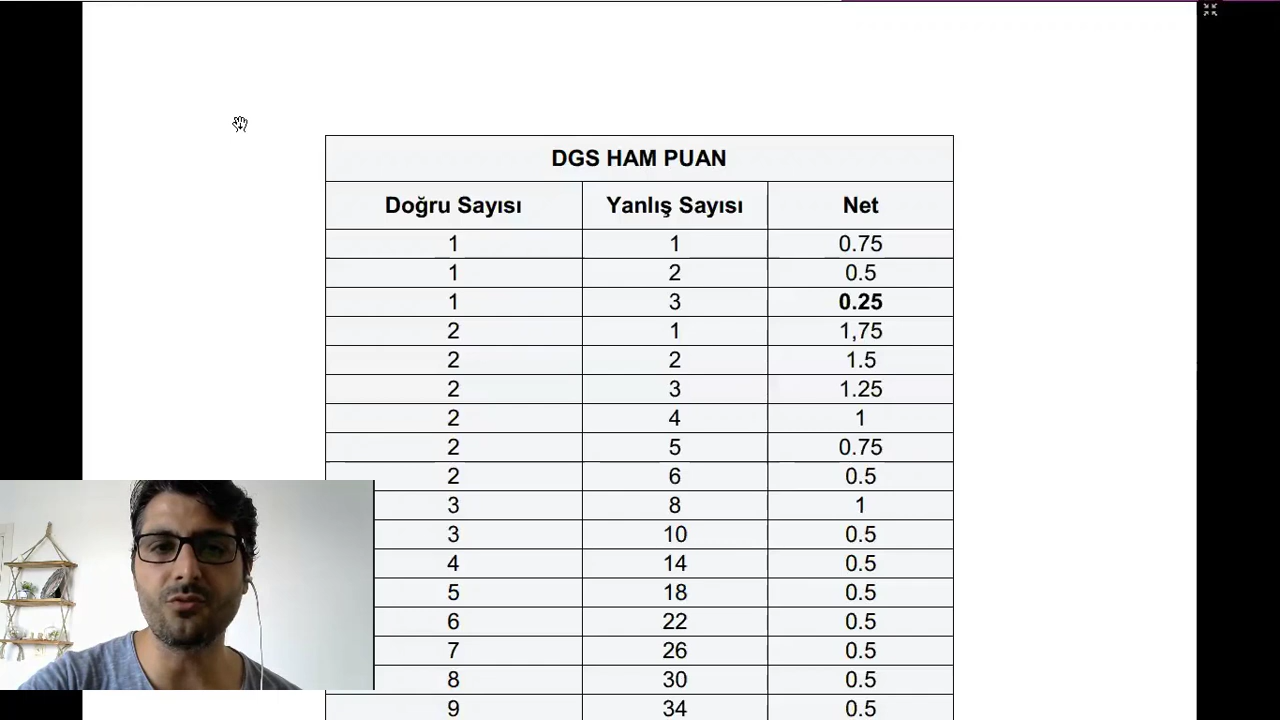 DGS HAM PUAN
Doğru Sayısı Yanlış Sayısı Net
1 1 0.75
1 2 0.5
1 3 0.25
2 1 1,75
2 2 1.5
2 3 1.25
2 4 1
2 5 0.75
2 6 0.5
3 8 1
3 10 0.5
4 14 0.5
5 18 0.5
6 22 0.5
7 26 0.5
8 30 0.5
9 34 0.5